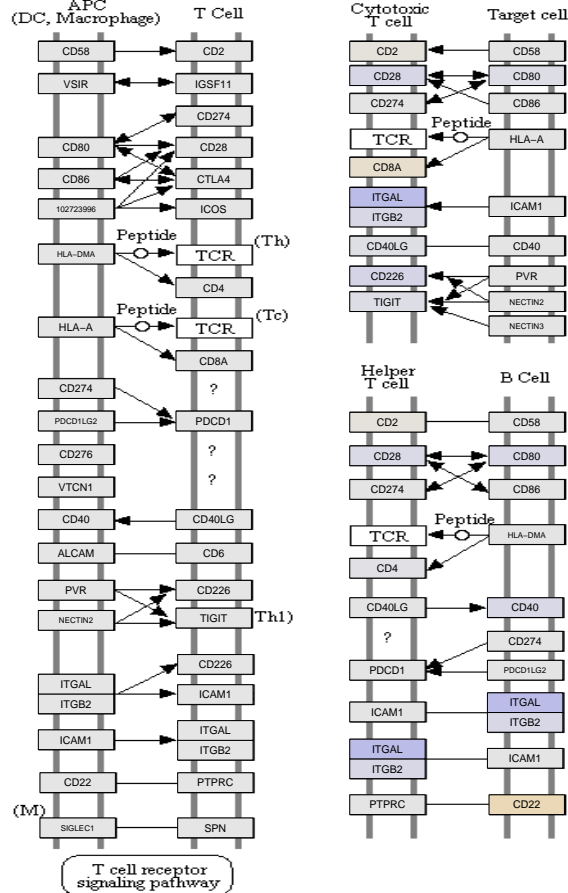 APC
(DC, Macrophage)
T Cell
CD58
CD2
VSIR
IGSF11
CD274
CD80
CD28
CD86
CTLA4
102723996
ICOS
HLA−DMA
Peptide
TCR
(Th)
CD4
HLA−A
Peptide
TCR
(Tc)
CD8A
CD274
?
PDCD1LG2
PDCD1
CD276
?
VTCN1
?
CD40
CD40LG
ALCAM
CD6
PVR
CD226
NECTIN2
TIGIT
Th1)
CD226
ITGAL
ITGB2
ICAM1
ICAM1
ITGAL
ITGB2
CD22
PTPRC
(M)
SIGLEC1
SPN
T cell receptor
signaling pathway
Cytotoxic
T cell
Target cell
CD2
CD58
CD28
CD80
CD274
CD86
TCR
Peptide
HLA−A
CD8A
ITGAL
ITGB2
ICAM1
CD40LG
CD40
CD226
PVR
TIGIT
NECTIN2
NECTIN3
Helper
T cell
B Cell
CD2
CD58
CD28
CD80
CD274
CD86
TCR
Peptide
HLA−DMA
CD4
CD40LG
CD40
?
CD274
PDCD1
PDCD1LG2
ICAM1
ITGAL
ITGB2
ITGAL
ITGB2
ICAM1
PTPRC
CD22